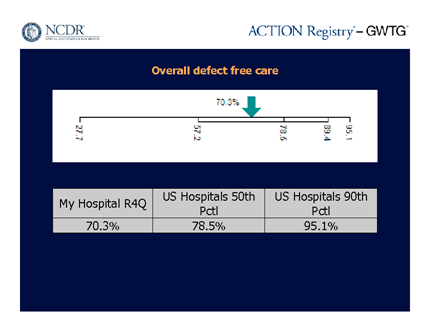 NCDR
ACTION Registry – GWTG
Overall defect free care
70.3%
27.7
57.2
78.5
89.4
95.1
My Hospital R4Q
US Hospitals 50th Pctl
US Hospitals 90th Pctl
70.3%
78.5%
95.1%